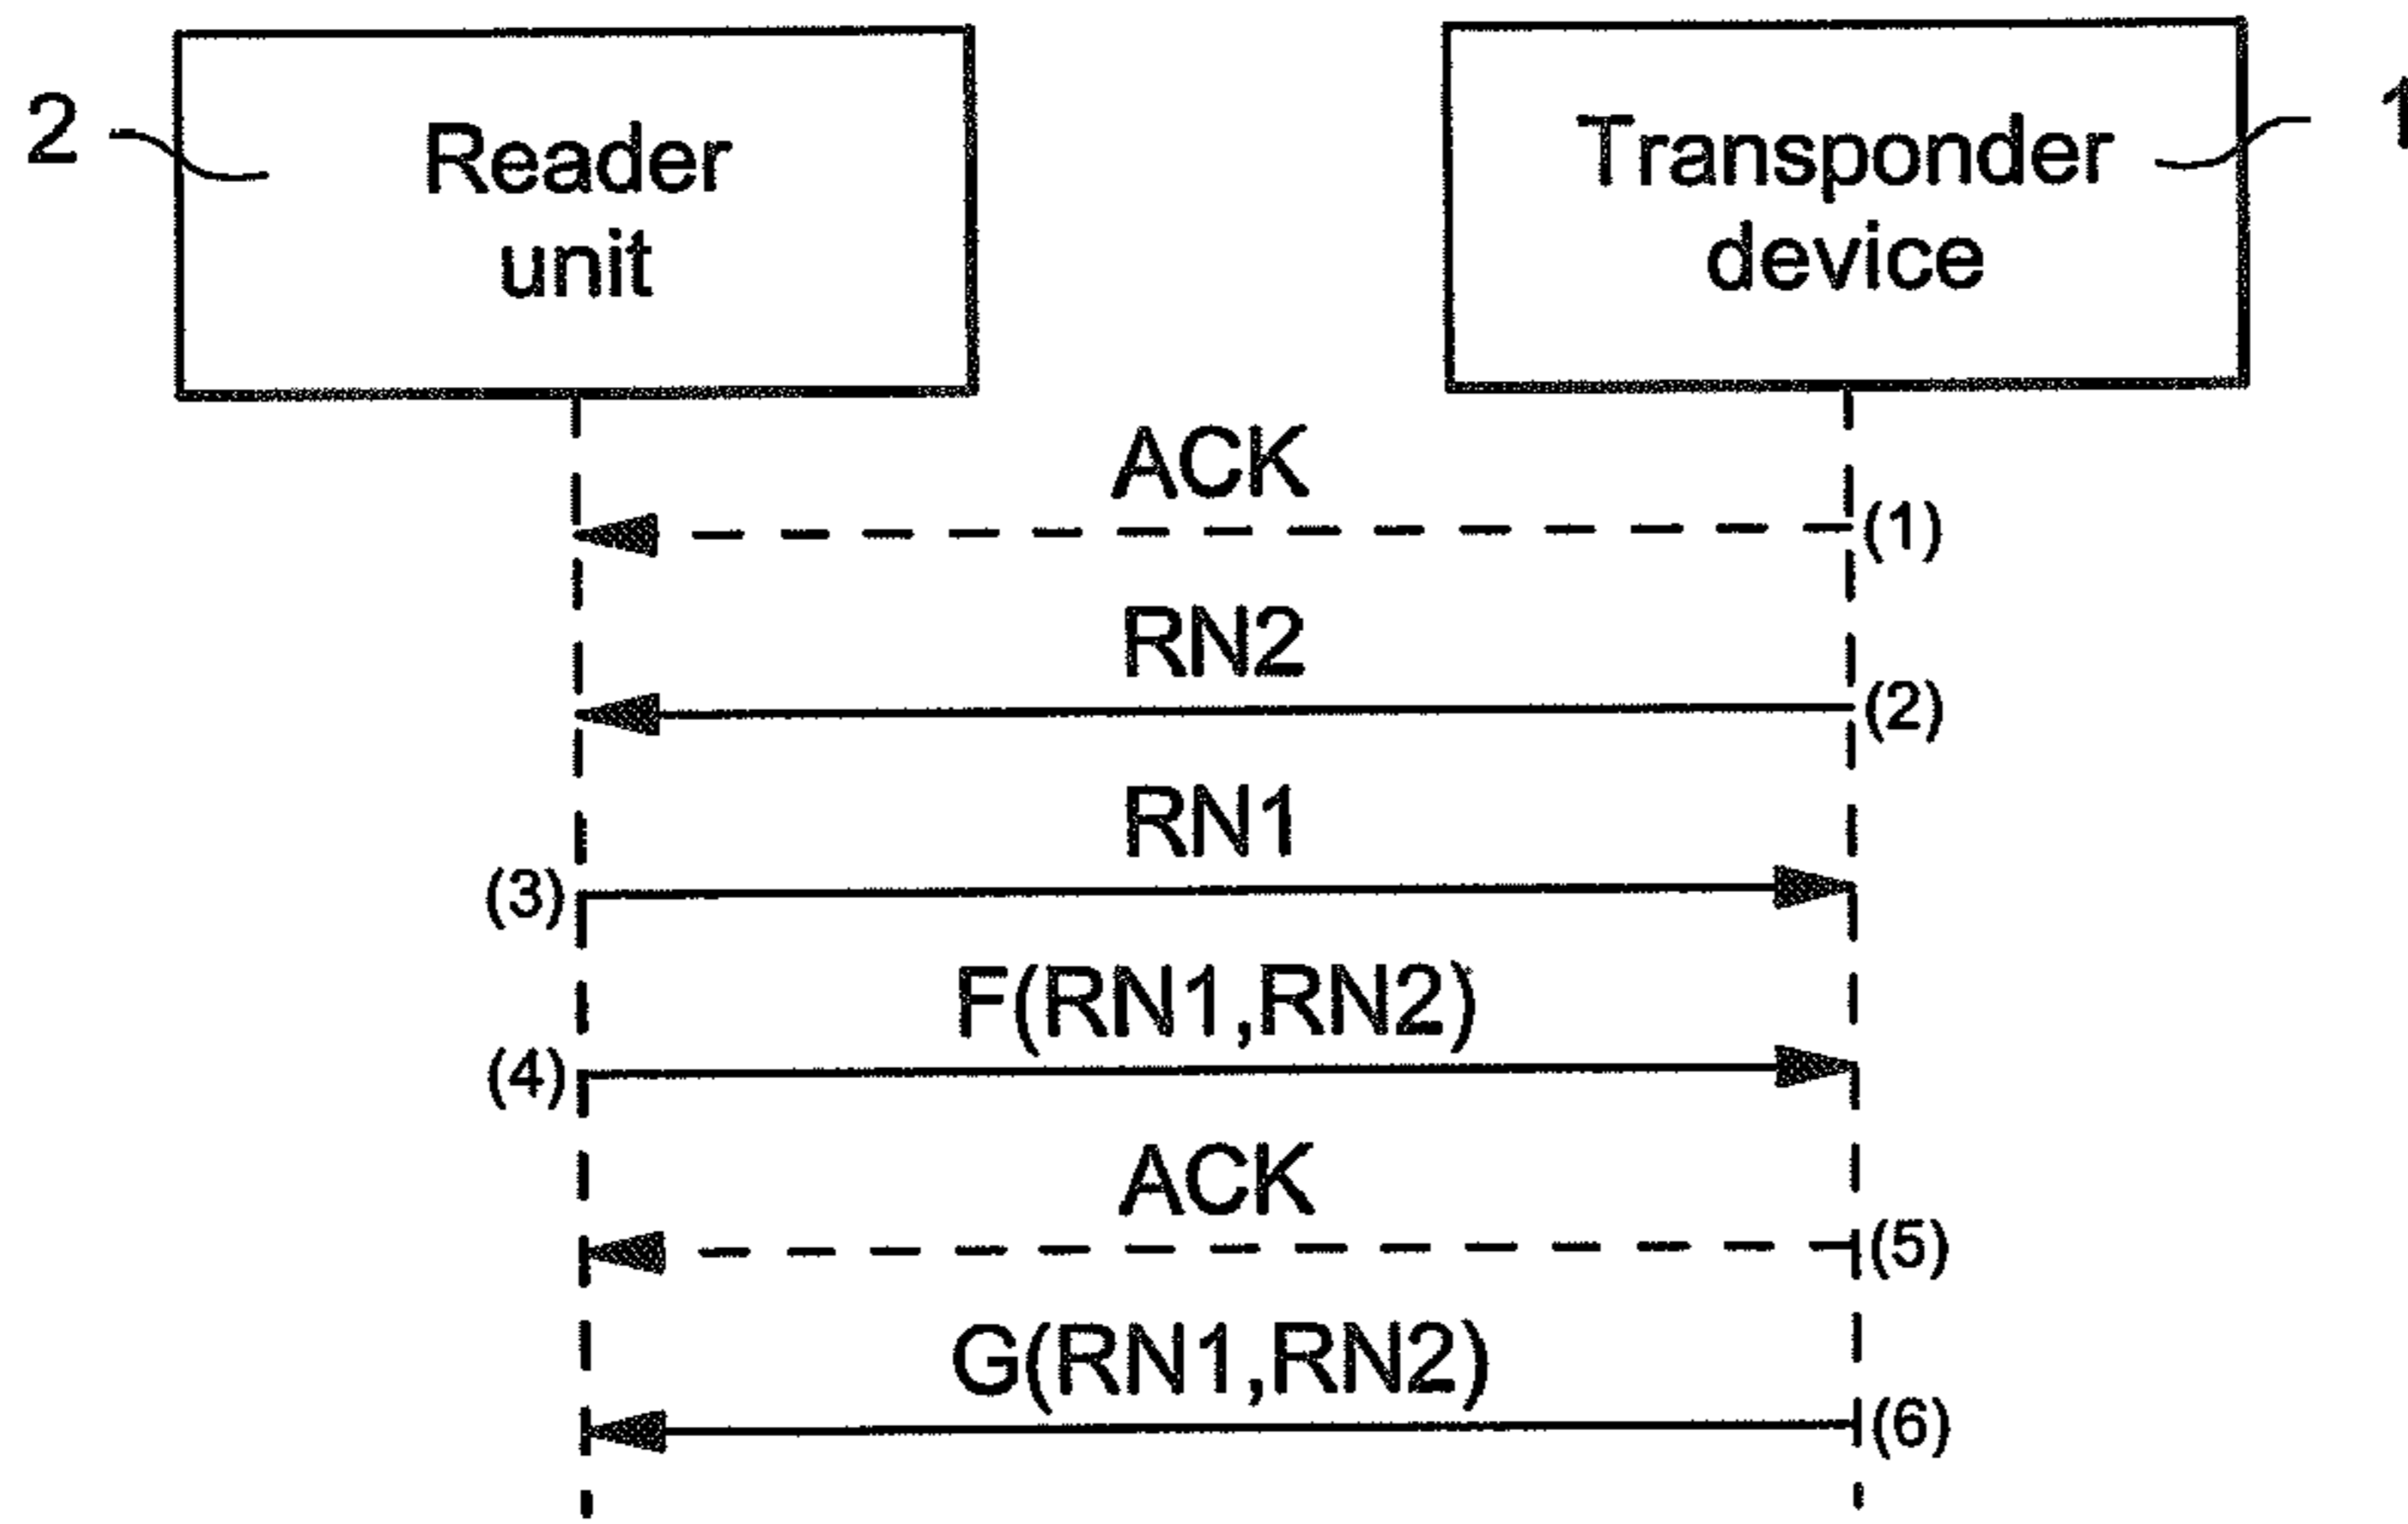 2
Reader
unit
Transponder
device
1
ACK
(1)
RN2
(2)
RN1
(3)
F(RN1,RN2)
(4)
ACK
(5)
G(RN1,RN2)
(6)